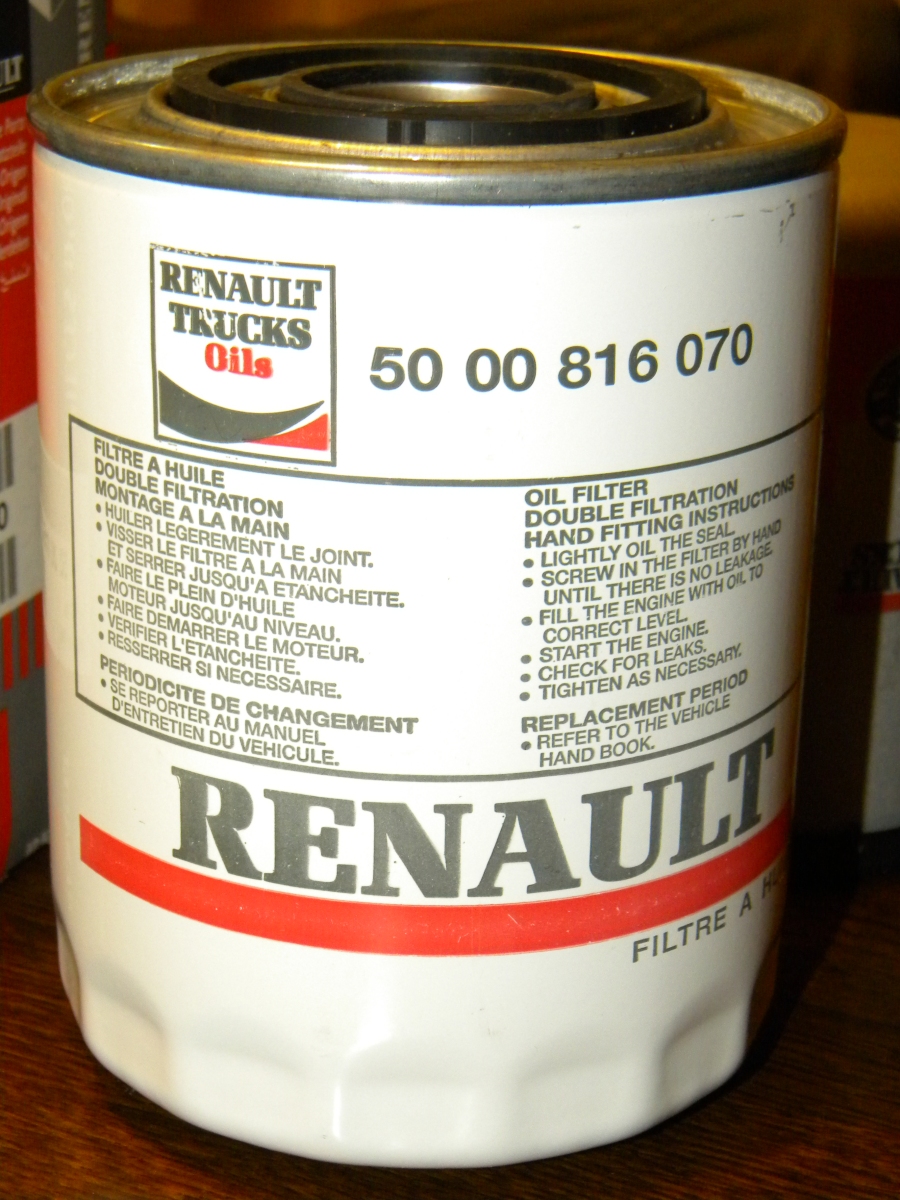 RENAULT
TRUCKS
Oils
50 00 816 070
FILTRE A HUILE
DOUBLE FILTRATION
MONTAGE A LA MAIN
• HUILER LEGEREMENT LE JOINT.
• VISSER LE FILTRE A LA MAIN
ET SERRER JUSQU'A ETANCHEITE.
• FAIRE LE PLEIN D'HUILE
MOTEUR JUSQU'AU NIVEAU.
• FAIRE DEMARRER LE MOTEUR.
• VERIFIER L'ETANCHEITE.
• RESSERRER SI NECESSAIRE.
PERIODICITE DE CHANGEMENT
• SE REPORTER AU MANUEL
D'ENTRETIEN DU VEHICULE.
OIL FILTER
DOUBLE FILTRATION
HAND FITTING INSTRUCTIONS
• LIGHTLY OIL THE SEAL.
• SCREW IN THE FILTER BY HAND
UNTIL THERE IS NO LEAKAGE.
• FILL THE ENGINE WITH OIL TO
CORRECT LEVEL.
• START THE ENGINE.
• CHECK FOR LEAKS.
• TIGHTEN AS NECESSARY.
REPLACEMENT PERIOD
• REFER TO THE VEHICLE
HAND BOOK.
RENAULT
FILTRE A